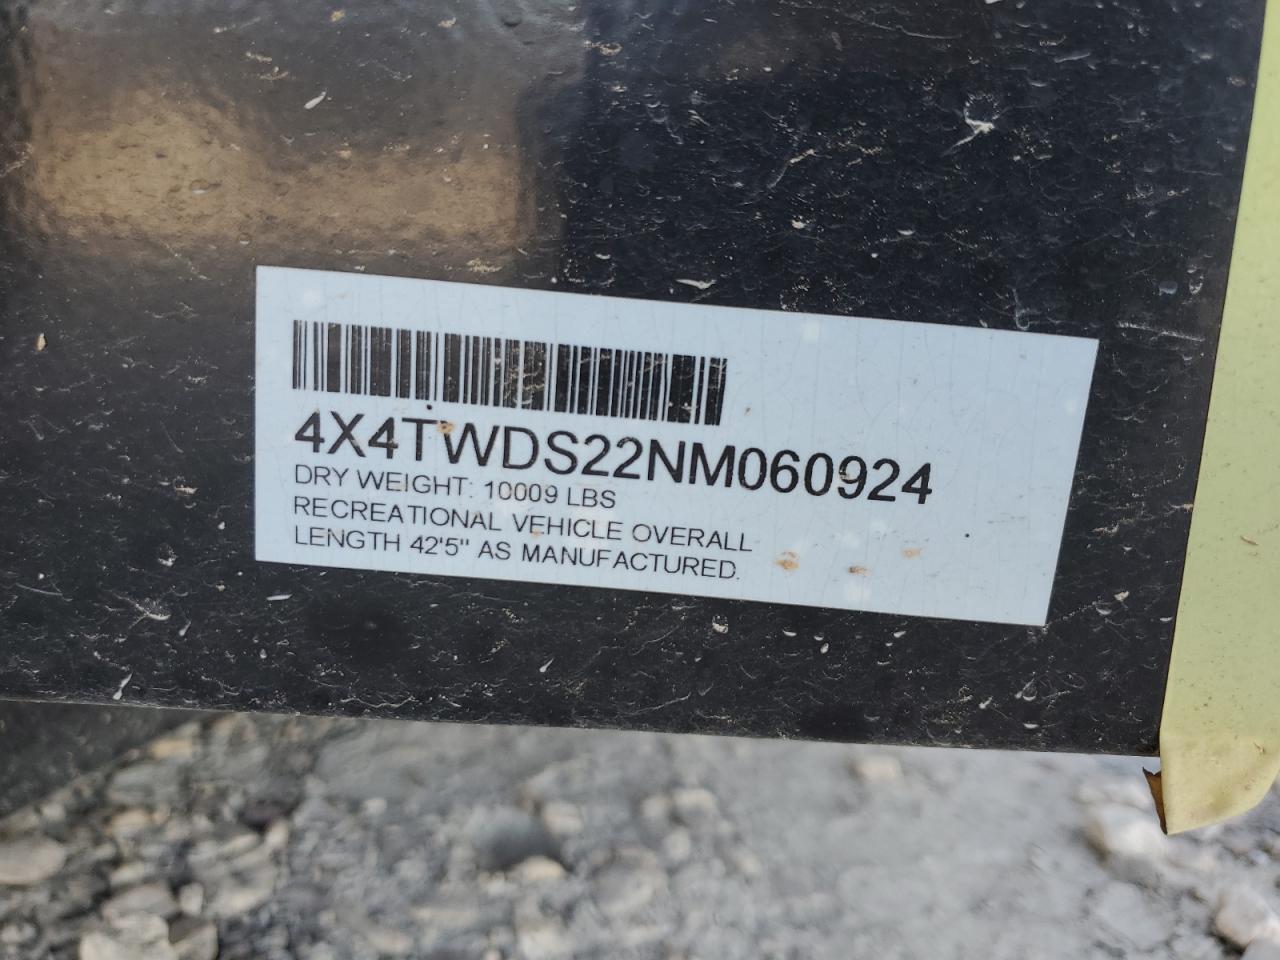 4X4TWDS22NM060924
DRY WEIGHT: 10009 LBS
RECREATIONAL VEHICLE OVERALL
LENGTH 42'5" AS MANUFACTURED.